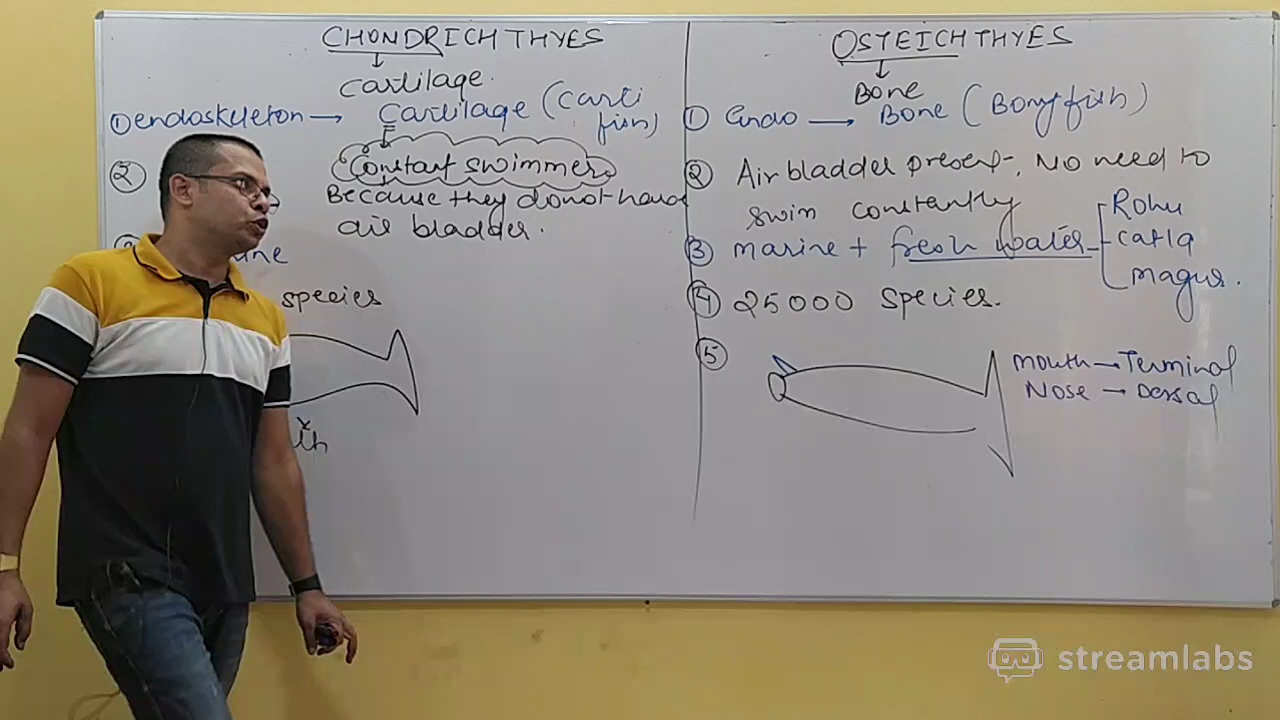 CHONDRICHTHYES
↓
Cartilage.
① endoskeleton → Cartilage (Carti
fish)
② Constant swimmer
Because they donot have
air bladder.
species
OSTEICHTHYES
↓
Bone
① Endo → Bone (Bony fish)
② Air bladder present, No need to
swim constantly
③ marine + fresh water
Rohu
catla
magur.
④ 25000 species.
⑤
mouth → Terminal
Nose → Dorsal
streamlabs